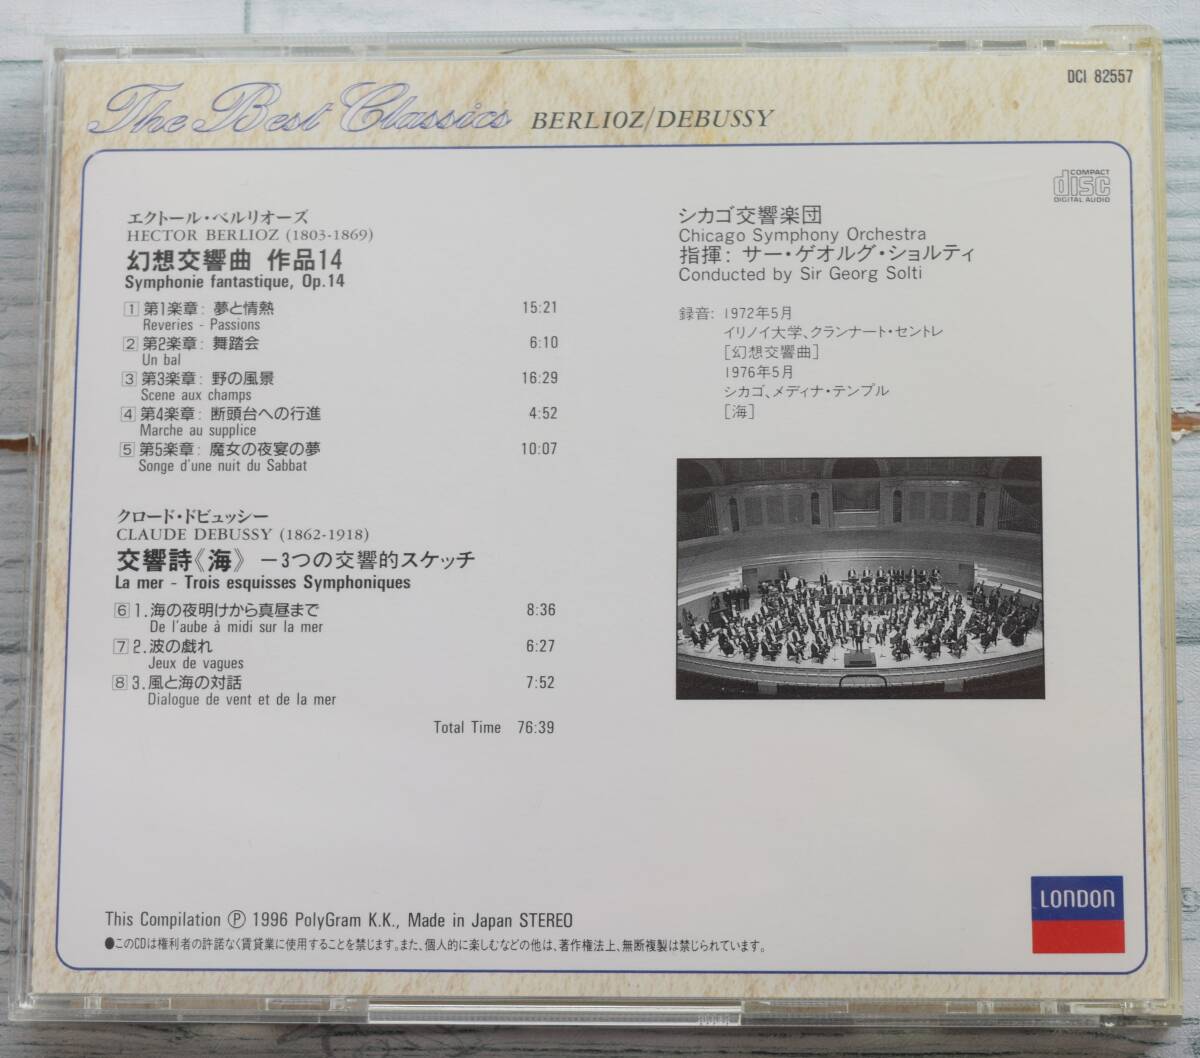 DCI 82557
The Best Classics BERLIOZ/DEBUSSY
COMPACT
disc
DIGITAL AUDIO
エクトール・ベルリオーズ
HECTOR BERLIOZ (1803-1869)
幻想交響曲 作品14
Symphonie fantastique, Op.14
1 第1楽章: 夢と情熱 15:21
Reveries - Passions
2 第2楽章: 舞踏会 6:10
Un bal
3 第3楽章: 野の風景 16:29
Scene aux champs
4 第4楽章: 断頭台への行進 4:52
Marche au supplice
5 第5楽章: 魔女の夜宴の夢 10:07
Songe d'une nuit du Sabbat
クロード・ドビュッシー
CLAUDE DEBUSSY (1862-1918)
交響詩《海》 －3つの交響的スケッチ
La mer - Trois esquisses Symphoniques
6 1.海の夜明けから真昼まで 8:36
De l'aube à midi sur la mer
7 2.波の戯れ 6:27
Jeux de vagues
8 3.風と海の対話 7:52
Dialogue de vent et de la mer
Total Time 76:39
シカゴ交響楽団
Chicago Symphony Orchestra
指揮: サー・ゲオルグ・ショルティ
Conducted by Sir Georg Solti
録音: 1972年5月
イリノイ大学、クランナート・セントレ
[幻想交響曲]
1976年5月
シカゴ、メディナ・テンプル
[海]
LONDON
This Compilation Ⓟ 1996 PolyGram K.K., Made in Japan STEREO
●このCDは権利者の許諾なく賃貸業に使用することを禁じます。また、個人的に楽しむなどの他は、著作権法上、無断複製は禁じられています。